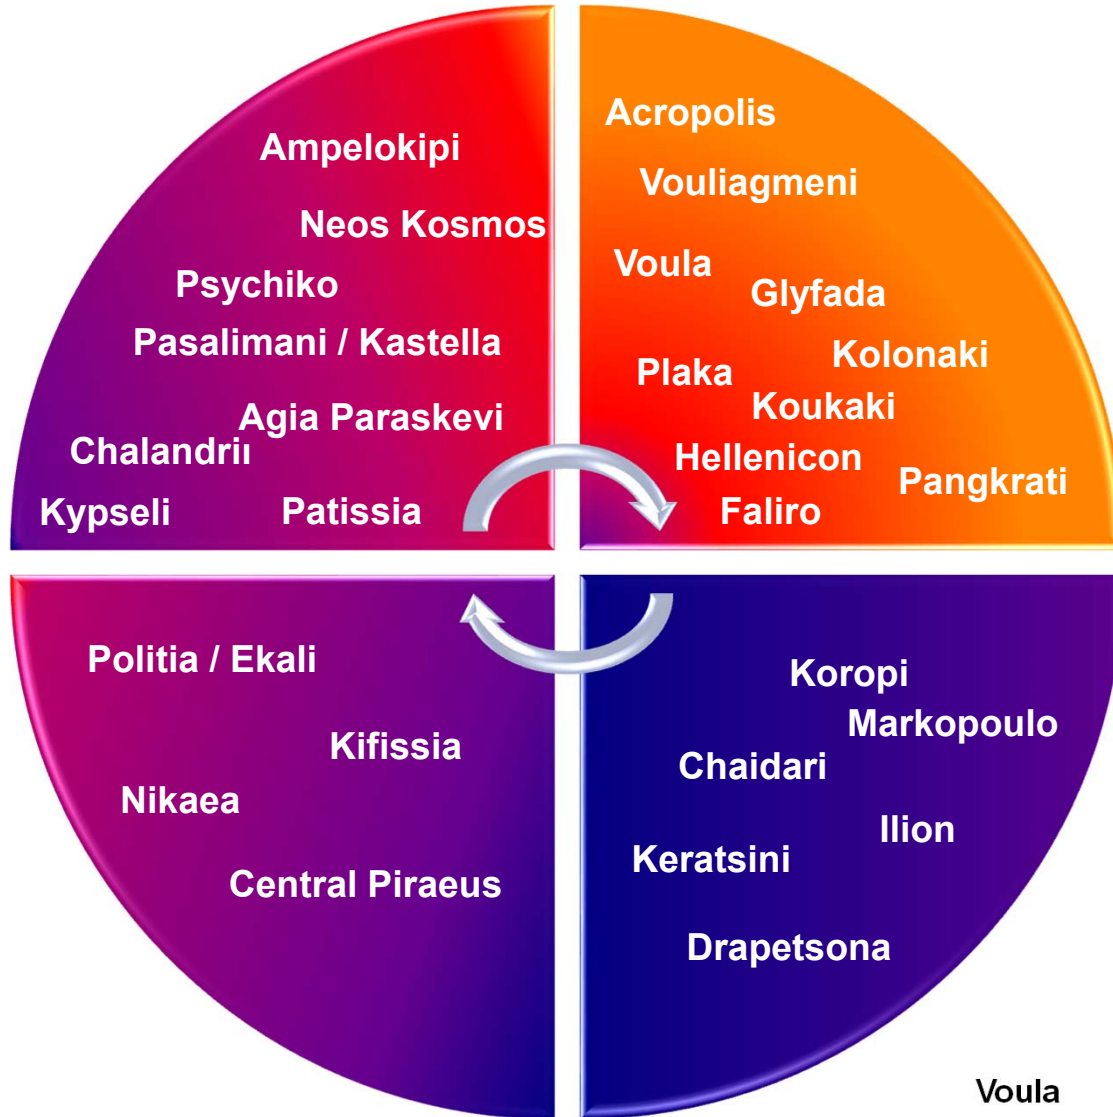 Ampelokipi
Neos Kosmos
Psychiko
Pasalimani / Kastella
Agia Paraskevi
Chalandrii
Kypseli
Patissia
Acropolis
Vouliagmeni
Voula
Glyfada
Kolonaki
Plaka
Koukaki
Hellenicon
Pangkrati
Faliro
Politia / Ekali
Kifissia
Nikaea
Central Piraeus
Koropi
Markopoulo
Chaidari
Ilion
Keratsini
Drapetsona
Voula